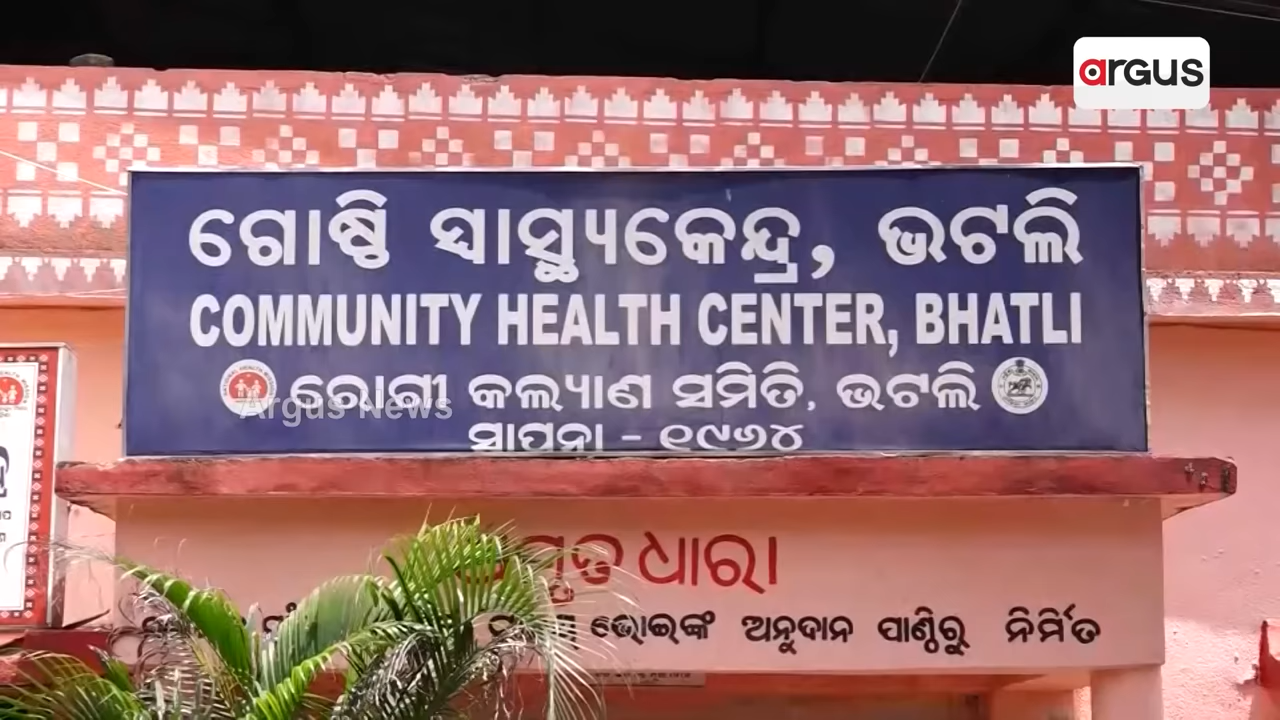 argus
ଗୋଷ୍ଠି ସ୍ୱାସ୍ଥ୍ୟକେନ୍ଦ୍ର, ଭଟଲି
COMMUNITY HEALTH CENTER, BHATLI
ରୋଗୀ କଲ୍ୟାଣ ସମିତି, ଭଟଲି
Argus News
ସ୍ଥାପନା - ୧୯୬୪
ଧାରା
ଭୋଇଙ୍କ ଅନୁଦାନ ପାଣ୍ଠିରୁ ନିର୍ମିତ